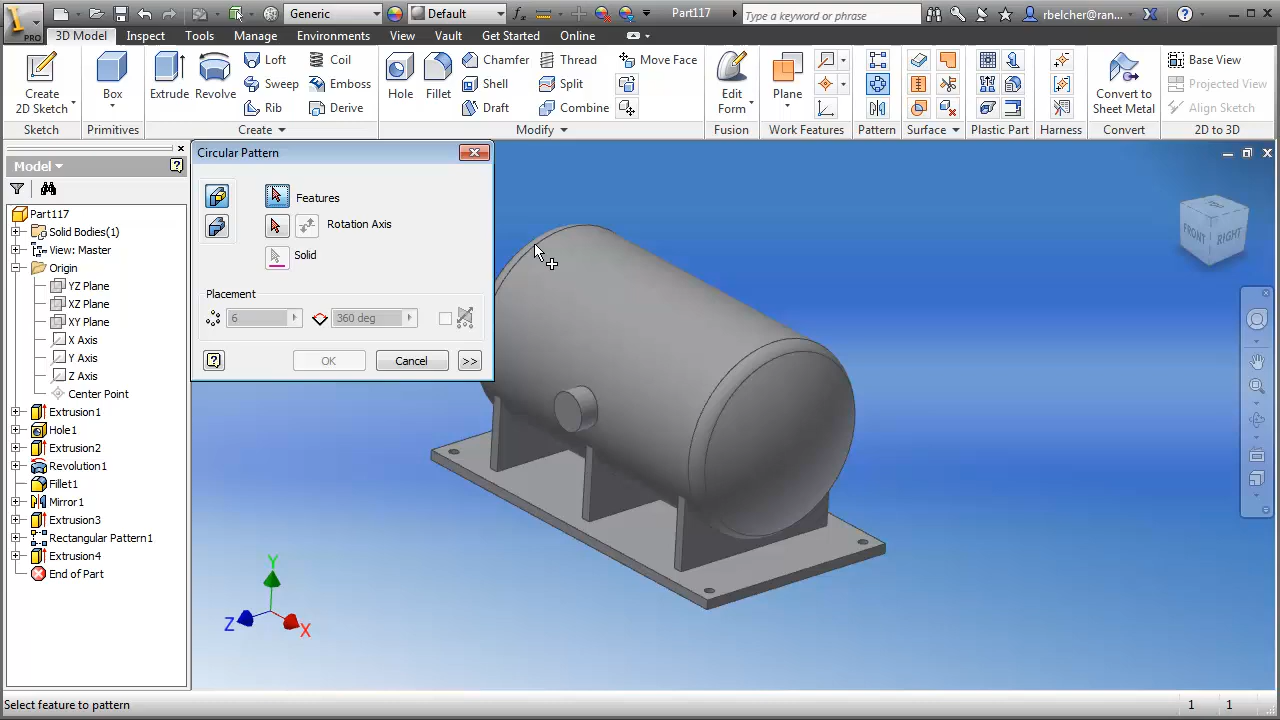 Generic
Default
Part117
Type a keyword or phrase
rbelcher@ran...
PRO
3D Model
Inspect
Tools
Manage
Environments
View
Vault
Get Started
Online
Create
2D Sketch
Box
Extrude
Revolve
Loft
Sweep
Rib
Coil
Emboss
Derive
Hole
Fillet
Chamfer
Shell
Draft
Thread
Split
Combine
Move Face
Edit
Form
Plane
Convert to
Sheet Metal
Base View
Projected View
Align Sketch
Sketch
Primitives
Create
Modify
Fusion
Work Features
Pattern
Surface
Plastic Part
Harness
Convert
2D to 3D
Model
Part117
Solid Bodies(1)
View: Master
Origin
YZ Plane
XZ Plane
XY Plane
X Axis
Y Axis
Z Axis
Center Point
Extrusion1
Hole1
Extrusion2
Revolution1
Fillet1
Mirror1
Extrusion3
Rectangular Pattern1
Extrusion4
End of Part
Circular Pattern
Features
Rotation Axis
Solid
Placement
6
360 deg
OK
Cancel
>>
FRONT
RIGHT
Y
Z
X
Select feature to pattern
1
1